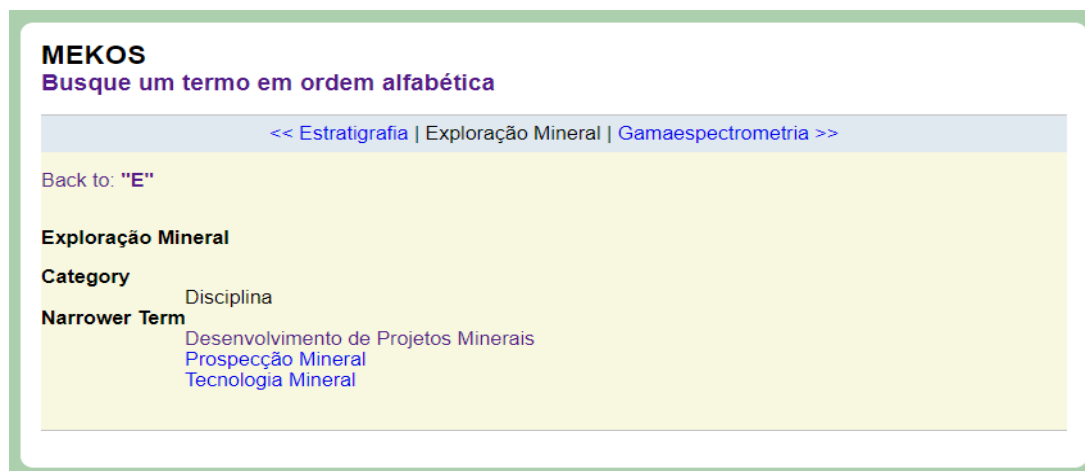 MEKOS
Busque um termo em ordem alfabética
<< Estratigrafia | Exploração Mineral | Gamaespectrometria >>
Back to: "E"
Exploração Mineral
Category
Disciplina
Narrower Term
Desenvolvimento de Projetos Minerais
Prospecção Mineral
Tecnologia Mineral